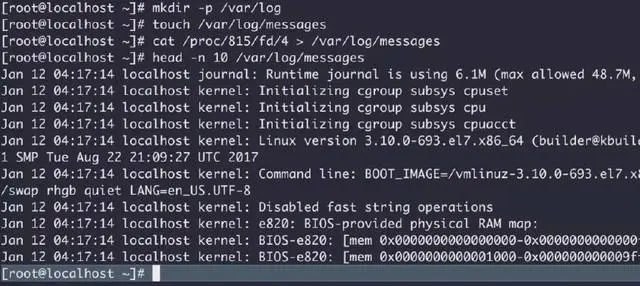 [root@localhost ~]# mkdir -p /var/log
[root@localhost ~]# touch /var/log/messages
[root@localhost ~]# cat /proc/815/fd/4 > /var/log/messages
[root@localhost ~]# head -n 10 /var/log/messages
Jan 12 04:17:14 localhost journal: Runtime journal is using 6.1M (max allowed 48.7M,
Jan 12 04:17:14 localhost kernel: Initializing cgroup subsys cpuset
Jan 12 04:17:14 localhost kernel: Initializing cgroup subsys cpu
Jan 12 04:17:14 localhost kernel: Initializing cgroup subsys cpuacct
Jan 12 04:17:14 localhost kernel: Linux version 3.10.0-693.el7.x86_64 (builder@kbuil
1 SMP Tue Aug 22 21:09:27 UTC 2017
Jan 12 04:17:14 localhost kernel: Command line: BOOT_IMAGE=/vmlinuz-3.10.0-693.el7.x
/swap rhgb quiet LANG=en_US.UTF-8
Jan 12 04:17:14 localhost kernel: Disabled fast string operations
Jan 12 04:17:14 localhost kernel: e820: BIOS-provided physical RAM map:
Jan 12 04:17:14 localhost kernel: BIOS-e820: [mem 0x0000000000000000-0x0000000000000
Jan 12 04:17:14 localhost kernel: BIOS-e820: [mem 0x0000000000001000-0x000000000009f
[root@localhost ~]#